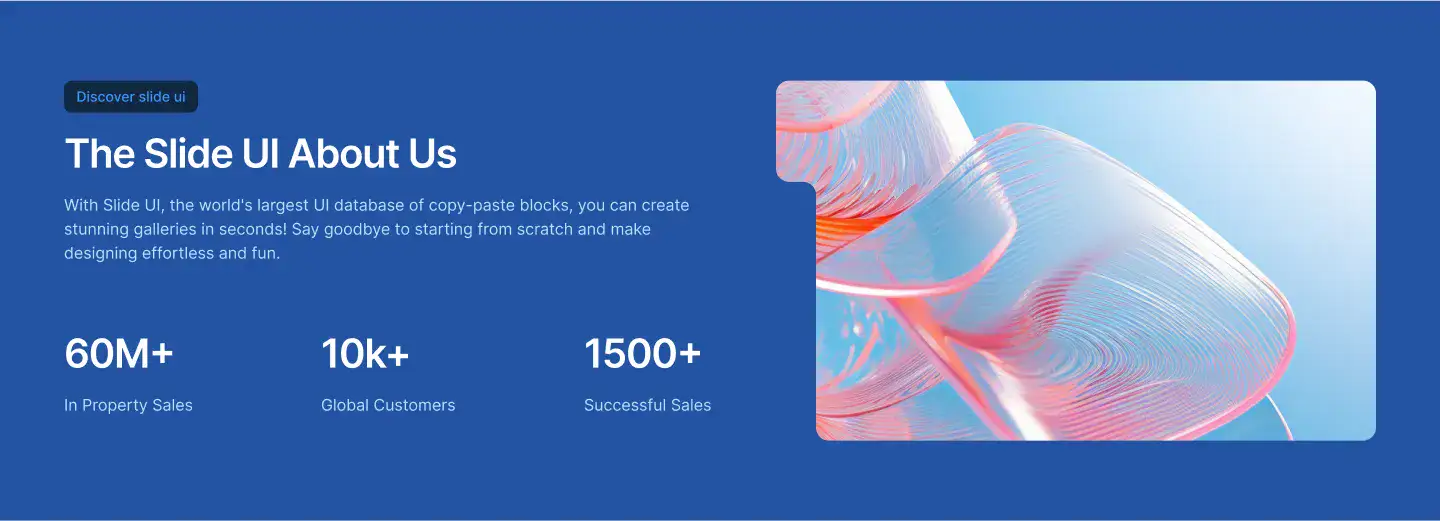 Discover slide ui
The Slide UI About Us
With Slide UI, the world's largest UI database of copy-paste blocks, you can create
stunning galleries in seconds! Say goodbye to starting from scratch and make
designing effortless and fun.
60M+
In Property Sales
10k+
Global Customers
1500+
Successful Sales